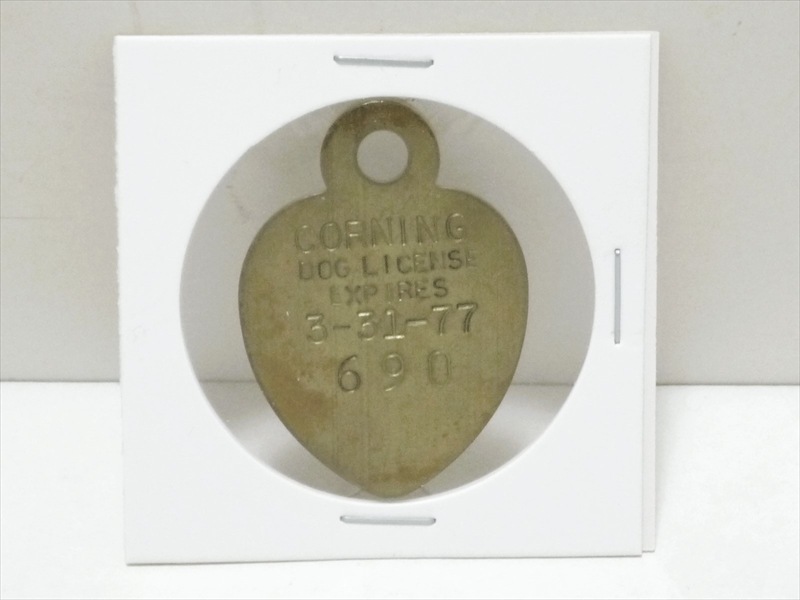 CORNING
DOG LICENSE
EXPIRES
3-31-77
690